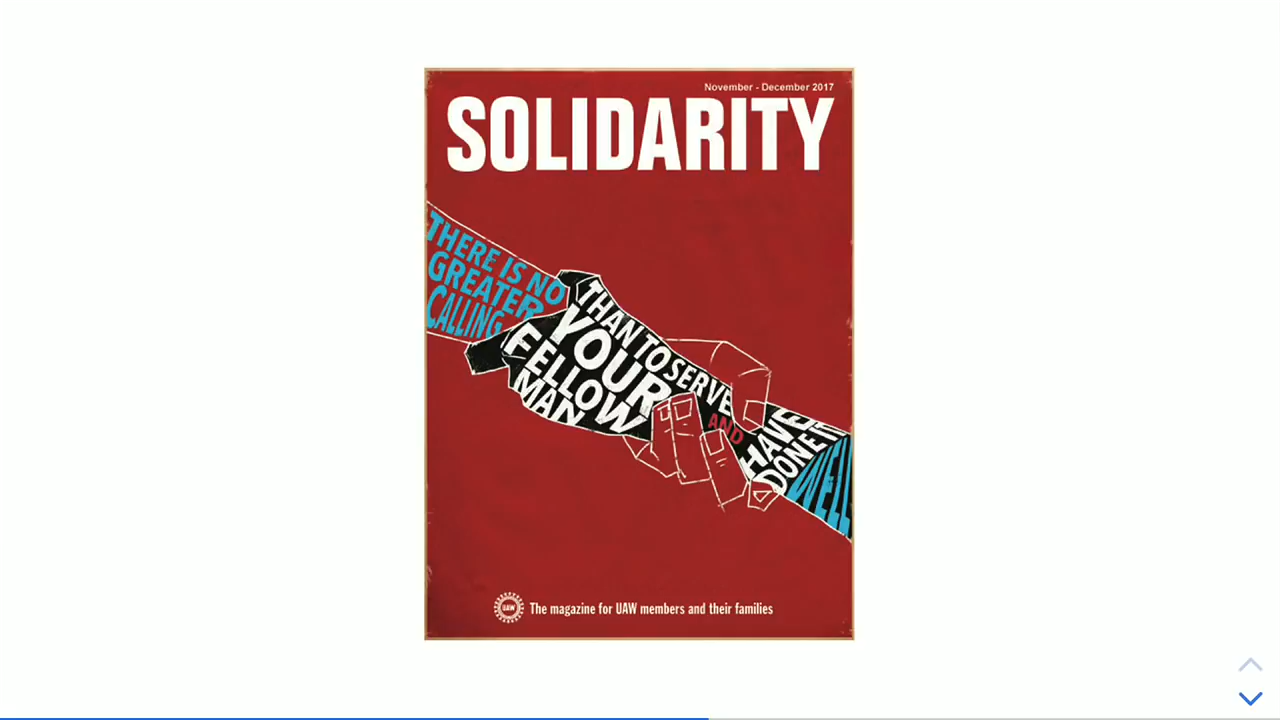 November - December 2017
SOLIDARITY
THERE IS NO
GREATER
CALLING
THAN TO SERVE
YOUR
FELLOW
MAN
AND
HAVE
DONE IT
WELL
UAW
The magazine for UAW members and their families